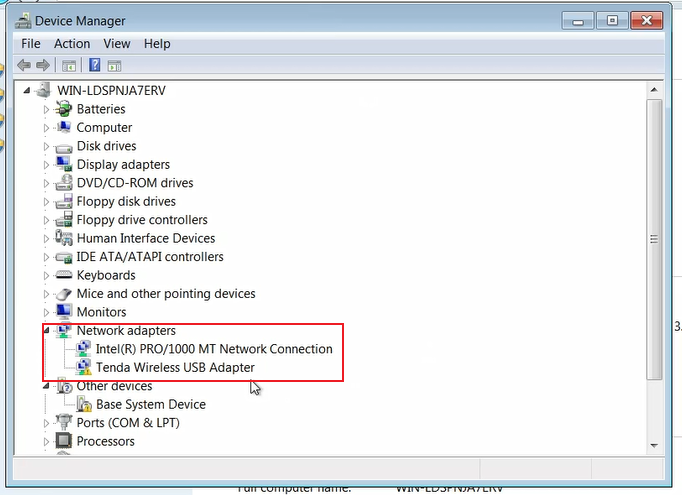 Device Manager
File Action View Help
WIN-LDSPNJA7ERV
Batteries
Computer
Disk drives
Display adapters
DVD/CD-ROM drives
Floppy disk drives
Floppy drive controllers
Human Interface Devices
IDE ATA/ATAPI controllers
Keyboards
Mice and other pointing devices
Monitors
Network adapters
Intel(R) PRO/1000 MT Network Connection
Tenda Wireless USB Adapter
Other devices
Base System Device
Ports (COM & LPT)
Processors
3.
Full computer name: WIN-LDSPNJA7ERV